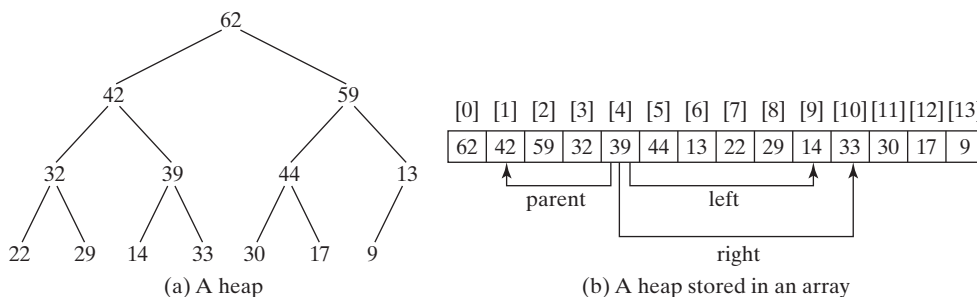 62
42 59
32 39 44 13
22 29 14 33 30 17 9
(a) A heap
[0] [1] [2] [3] [4] [5] [6] [7] [8] [9] [10] [11] [12] [13]
62 42 59 32 39 44 13 22 29 14 33 30 17 9
parent left
right
(b) A heap stored in an array